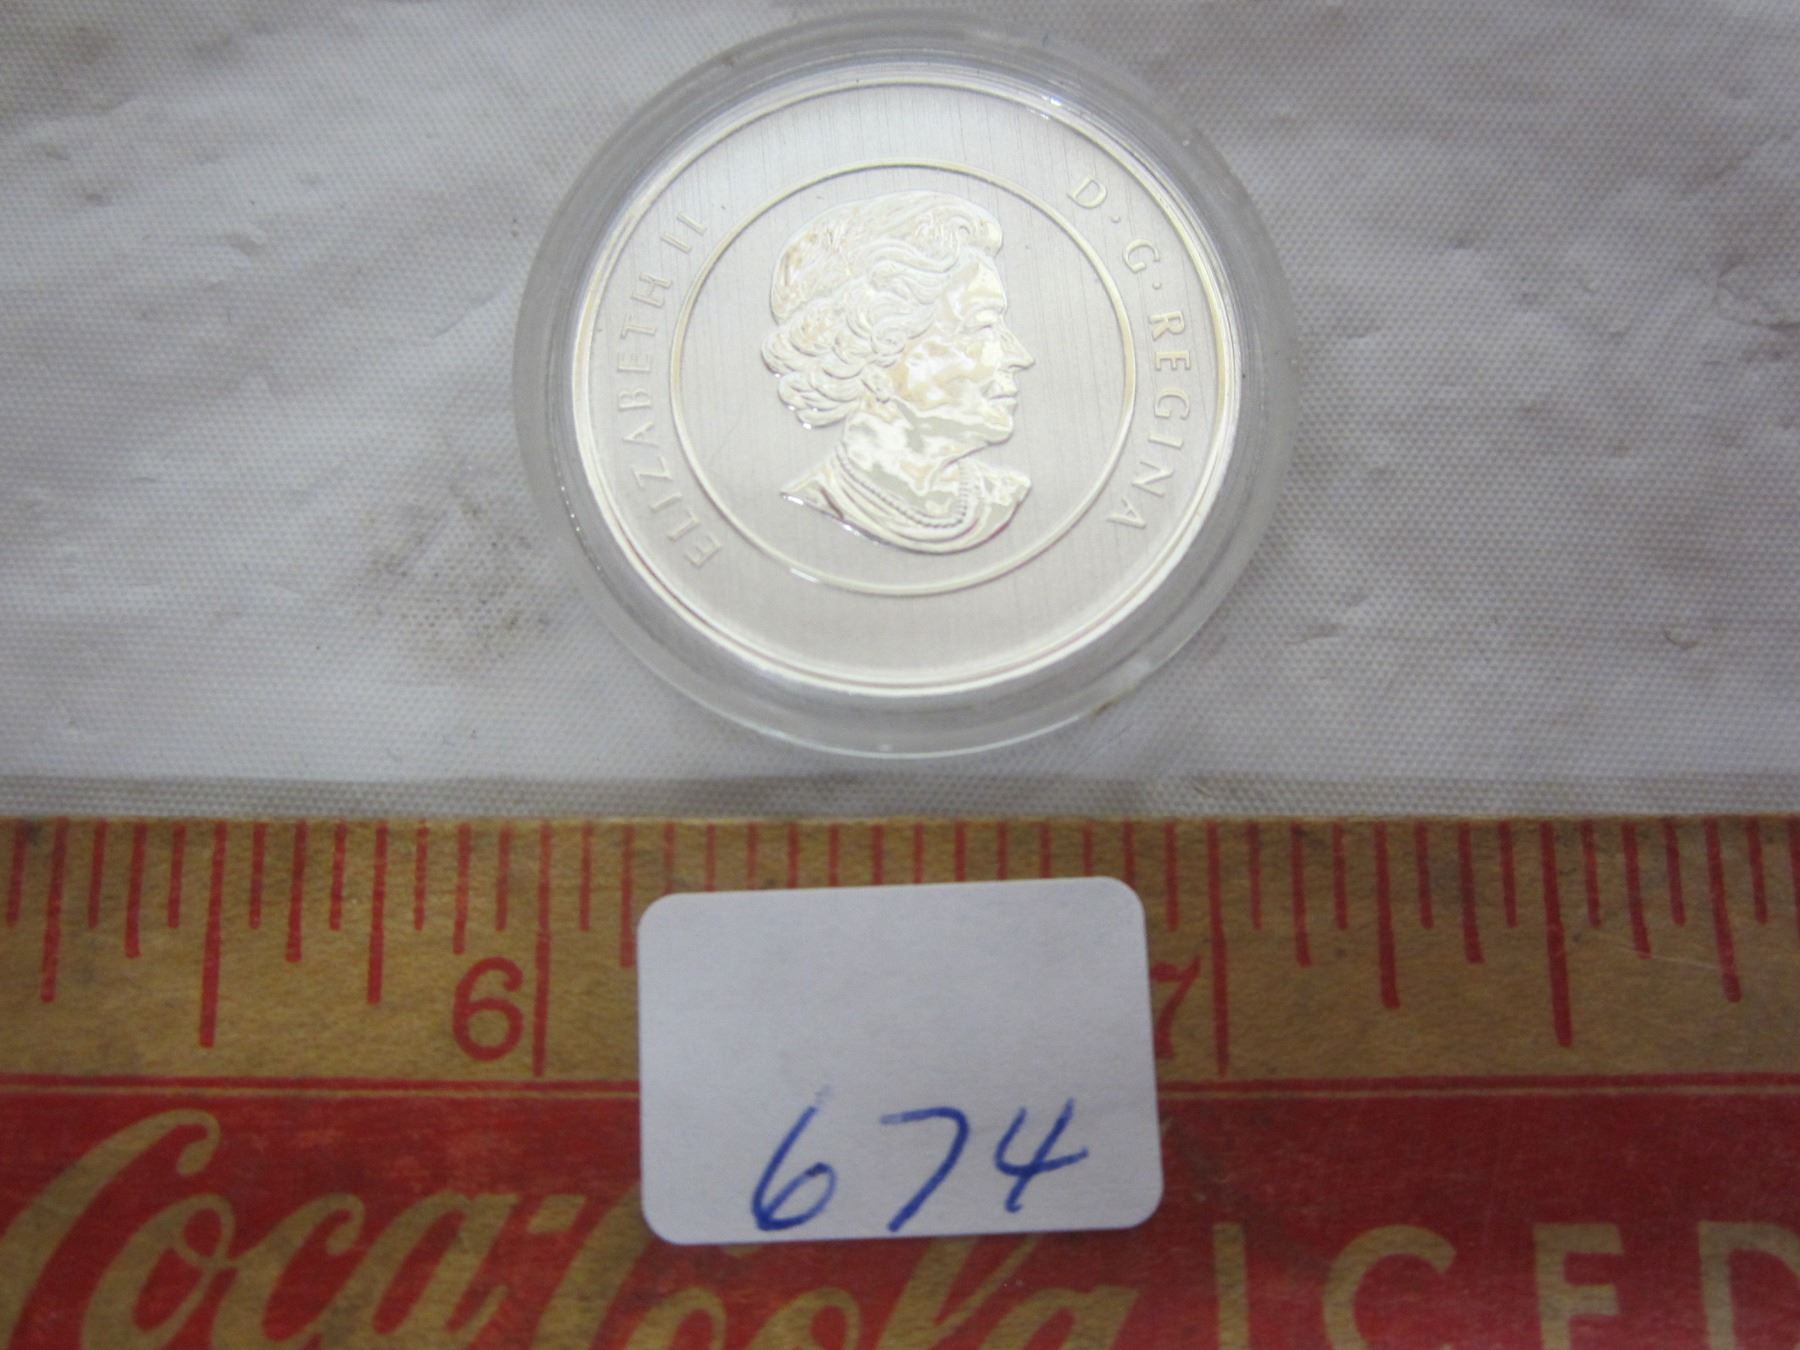 ELIZABETH II D·G·REGINA
6 7
674
Coca-Cola ICED